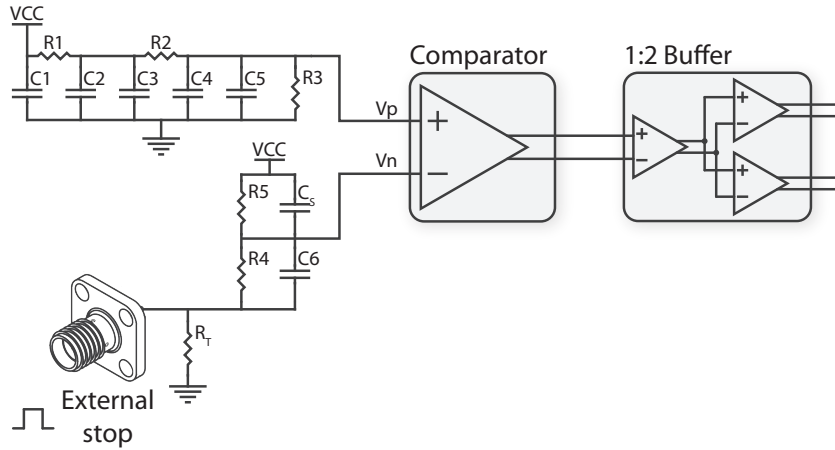 VCC
R1
R2
C1
C2
C3
C4
C5
R3
Comparator
1:2 Buffer
Vp
+
−
Vn
+
−
+
−
+
−
VCC
R5
Cs
R4
C6
RT
External
stop